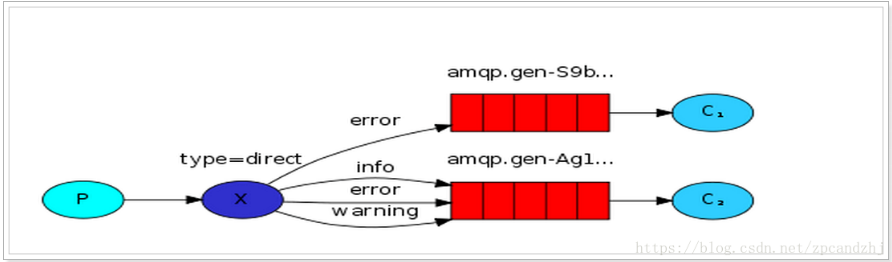 amqp.gen-S9b...
C₁
error
type=direct
amqp.gen-Ag1...
info
P
X
error
C₂
warning
https://blog.csdn.net/zpcandzhj